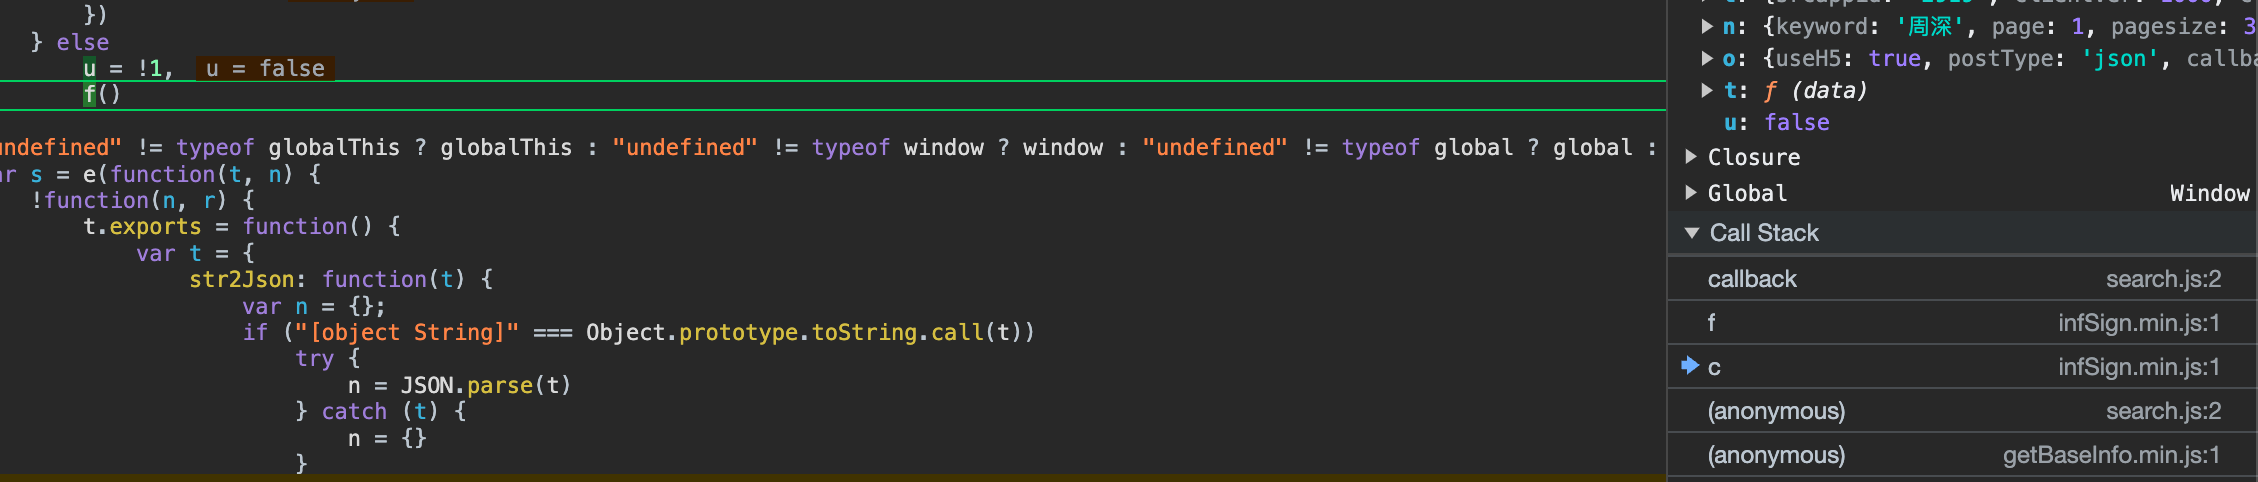 })
} else
u = !1, u = false
f()
undefined" != typeof globalThis ? globalThis : "undefined" != typeof window ? window : "undefined" != typeof global ? global :
ar s = e(function(t, n) {
!function(n, r) {
t.exports = function() {
var t = {
str2Json: function(t) {
var n = {};
if ("[object String]" === Object.prototype.toString.call(t))
try {
n = JSON.parse(t)
} catch (t) {
n = {}
}
n: {keyword: '周深', page: 1, pagesize: 3
o: {useH5: true, postType: 'json', callba
t: f (data)
u: false
Closure
Global Window
Call Stack
callback search.js:2
f infSign.min.js:1
c infSign.min.js:1
(anonymous) search.js:2
(anonymous) getBaseInfo.min.js:1